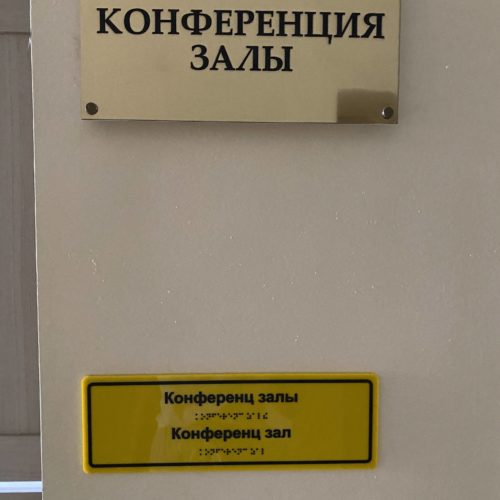 КОНФЕРЕНЦИЯ
ЗАЛЫ
Конференц залы
Конференц зал